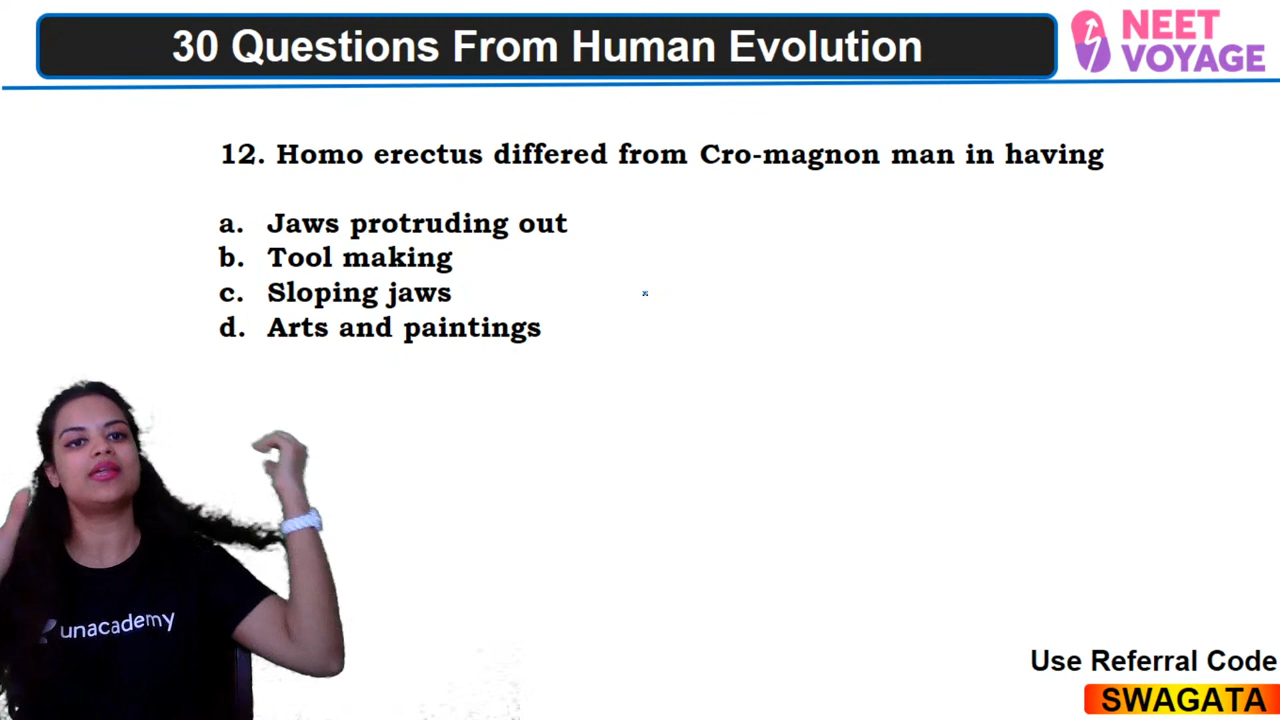 30 Questions From Human Evolution
NEET
VOYAGE
12. Homo erectus differed from Cro-magnon man in having
a. Jaws protruding out
b. Tool making
c. Sloping jaws
d. Arts and paintings
unacademy
Use Referral Code
SWAGATA